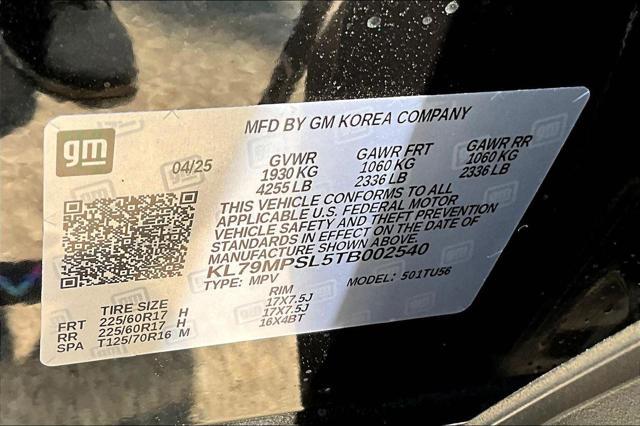 MFD BY GM KOREA COMPANY
gm
04/25
GVWR GAWR FRT GAWR RR
1930 KG 1060 KG 1060 KG
4255 LB 2336 LB 2336 LB
THIS VEHICLE CONFORMS TO ALL
APPLICABLE U.S. FEDERAL MOTOR
VEHICLE SAFETY AND THEFT PREVENTION
STANDARDS IN EFFECT ON THE DATE OF
MANUFACTURE SHOWN ABOVE.
KL79MPSL5TB002540
TYPE: MPV MODEL: 501TU56
TIRE SIZE RIM
FRT 225/60R17 H 17X7.5J
RR 225/60R17 H 17X7.5J
SPA T125/70R16 M 16X4BT